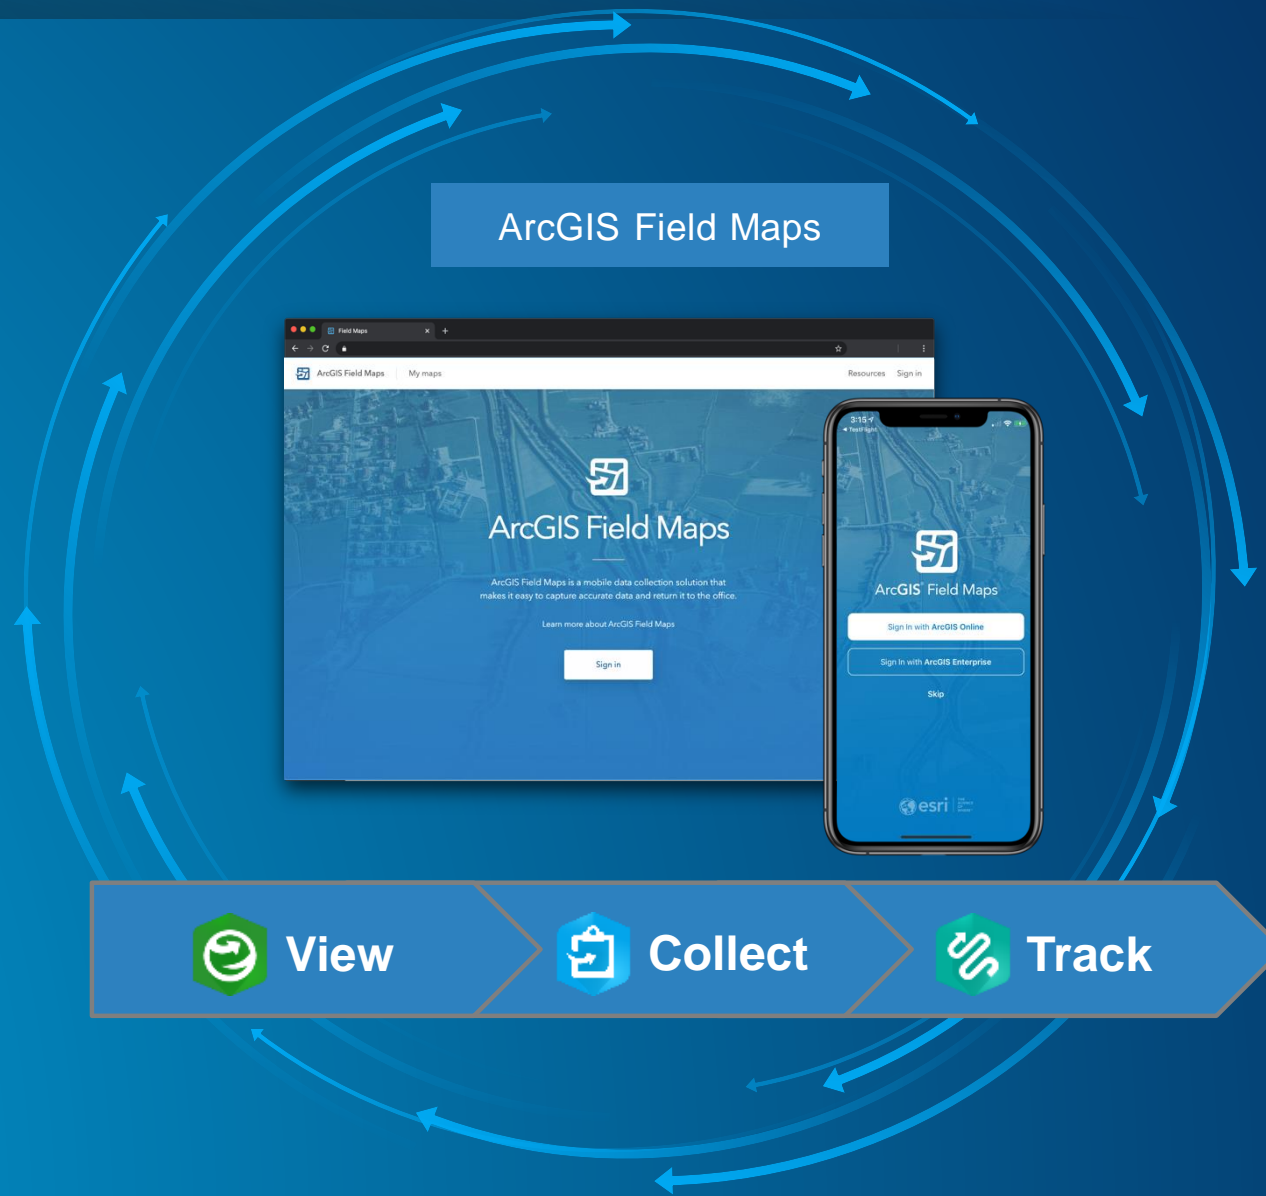 ArcGIS Field Maps
Field Maps
ArcGIS Field Maps
My maps
Resources
Sign in
ArcGIS Field Maps
ArcGIS Field Maps is a mobile data collection solution that
makes it easy to capture accurate data and return it to the office.
Learn more about ArcGIS Field Maps
Sign in
3:15
TestFlight
ArcGIS® Field Maps
Sign In with ArcGIS Online
Sign In with ArcGIS Enterprise
Skip
esri
View
Collect
Track